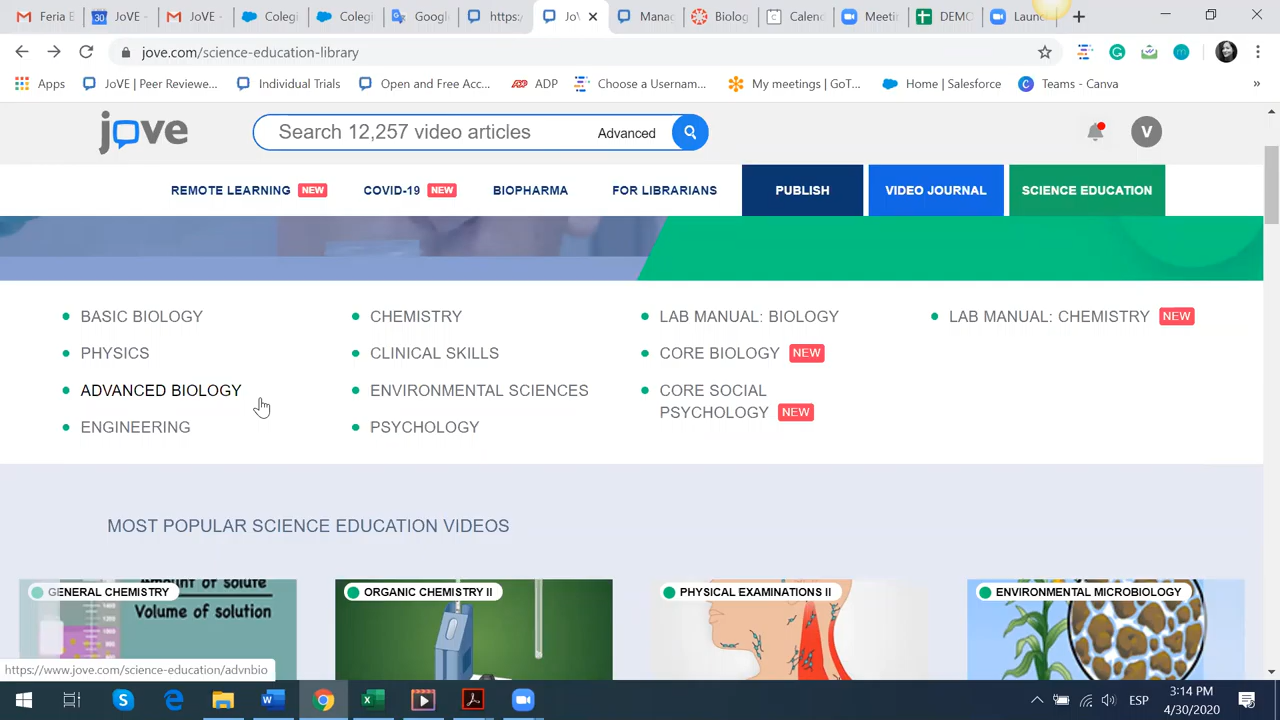 Feria E
JoVE -
JoVE -
Colegi
Colegi
Googl
https:/
Jo\
Mana
Biolog
Calen
Meeti
DEMC
Laun
jove.com/science-education-library
Apps
JoVE | Peer Reviewe...
Individual Trials
Open and Free Acc...
ADP
Choose a Usernam...
My meetings | GoT...
Home | Salesforce
Teams - Canva
»
jove
Search 12,257 video articles
Advanced
V
REMOTE LEARNING NEW
COVID-19 NEW
BIOPHARMA
FOR LIBRARIANS
PUBLISH
VIDEO JOURNAL
SCIENCE EDUCATION
BASIC BIOLOGY
PHYSICS
ADVANCED BIOLOGY
ENGINEERING
CHEMISTRY
CLINICAL SKILLS
ENVIRONMENTAL SCIENCES
PSYCHOLOGY
LAB MANUAL: BIOLOGY
CORE BIOLOGY NEW
CORE SOCIAL
PSYCHOLOGY NEW
LAB MANUAL: CHEMISTRY NEW
MOST POPULAR SCIENCE EDUCATION VIDEOS
Amount of solute
Volume of solution
GENERAL CHEMISTRY
ORGANIC CHEMISTRY II
PHYSICAL EXAMINATIONS II
ENVIRONMENTAL MICROBIOLOGY
https://www.jove.com/science-education/advnbio
ESP
3:14 PM
4/30/2020